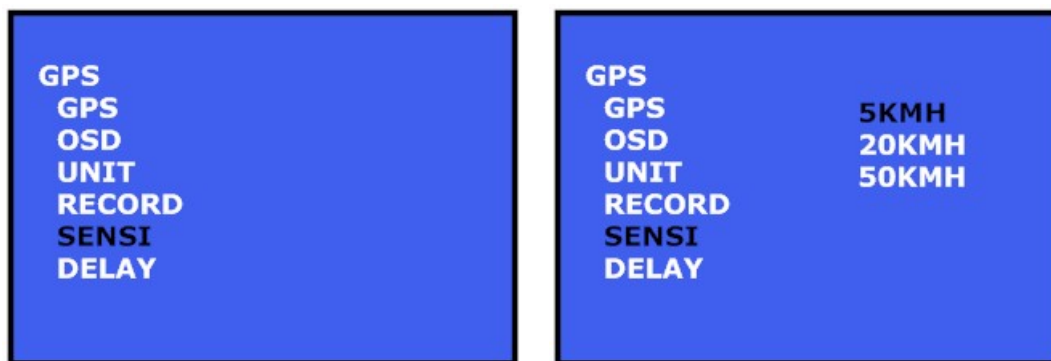 GPS
GPS
OSD
UNIT
RECORD
SENSI
DELAY
GPS
GPS
OSD
UNIT
RECORD
SENSI
DELAY
5KMH
20KMH
50KMH